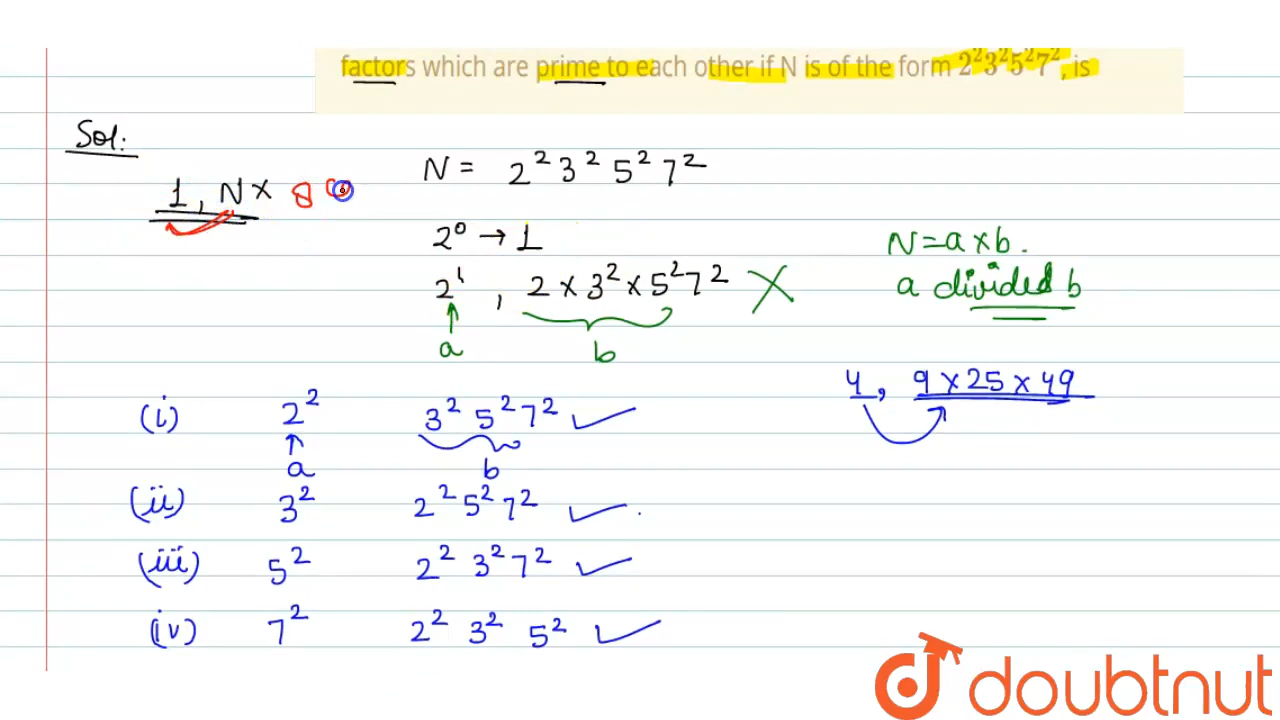 factors which are prime to each other if N is of the form 2²3²5²7², is
Sol:
N = 2² 3² 5² 7²
1, N × 8
2⁰ → 1
N = a × b.
2¹, 2 × 3² × 5² 7² ×
a divided b
a b
4, 9 × 25 × 49
(i) 2² 3² 5² 7² ✓
a b
(ii) 3² 2² 5² 7² ✓.
(iii) 5² 2² 3² 7² ✓
(iv) 7² 2² 3² 5² ✓
doubtnut